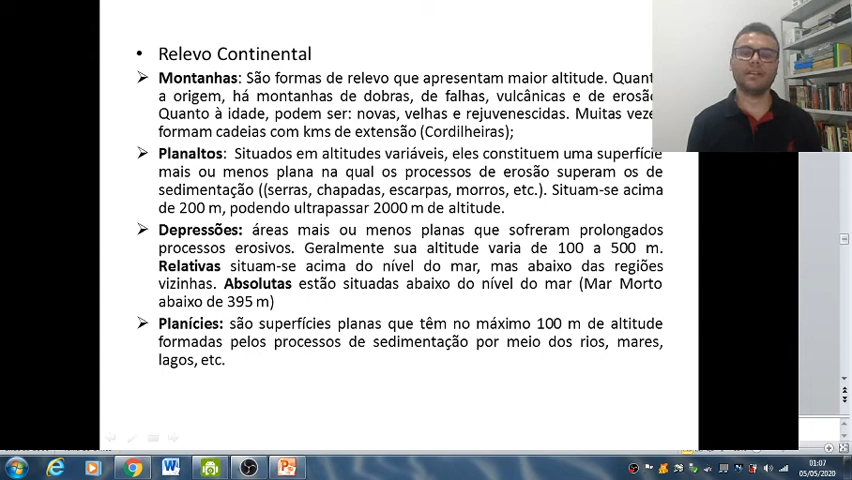 • Relevo Continental
Montanhas: São formas de relevo que apresentam maior altitude. Quant
a origem, há montanhas de dobras, de falhas, vulcânicas e de erosão
Quanto à idade, podem ser: novas, velhas e rejuvenescidas. Muitas veze
formam cadeias com kms de extensão (Cordilheiras);
Planaltos: Situados em altitudes variáveis, eles constituem uma superfície
mais ou menos plana na qual os processos de erosão superam os de
sedimentação ((serras, chapadas, escarpas, morros, etc.). Situam-se acima
de 200 m, podendo ultrapassar 2000 m de altitude.
Depressões: áreas mais ou menos planas que sofreram prolongados
processos erosivos. Geralmente sua altitude varia de 100 a 500 m.
Relativas situam-se acima do nível do mar, mas abaixo das regiões
vizinhas. Absolutas estão situadas abaixo do nível do mar (Mar Morto
abaixo de 395 m)
Planícies: são superfícies planas que têm no máximo 100 m de altitude
formadas pelos processos de sedimentação por meio dos rios, mares,
lagos, etc.
01:07
05/05/2020